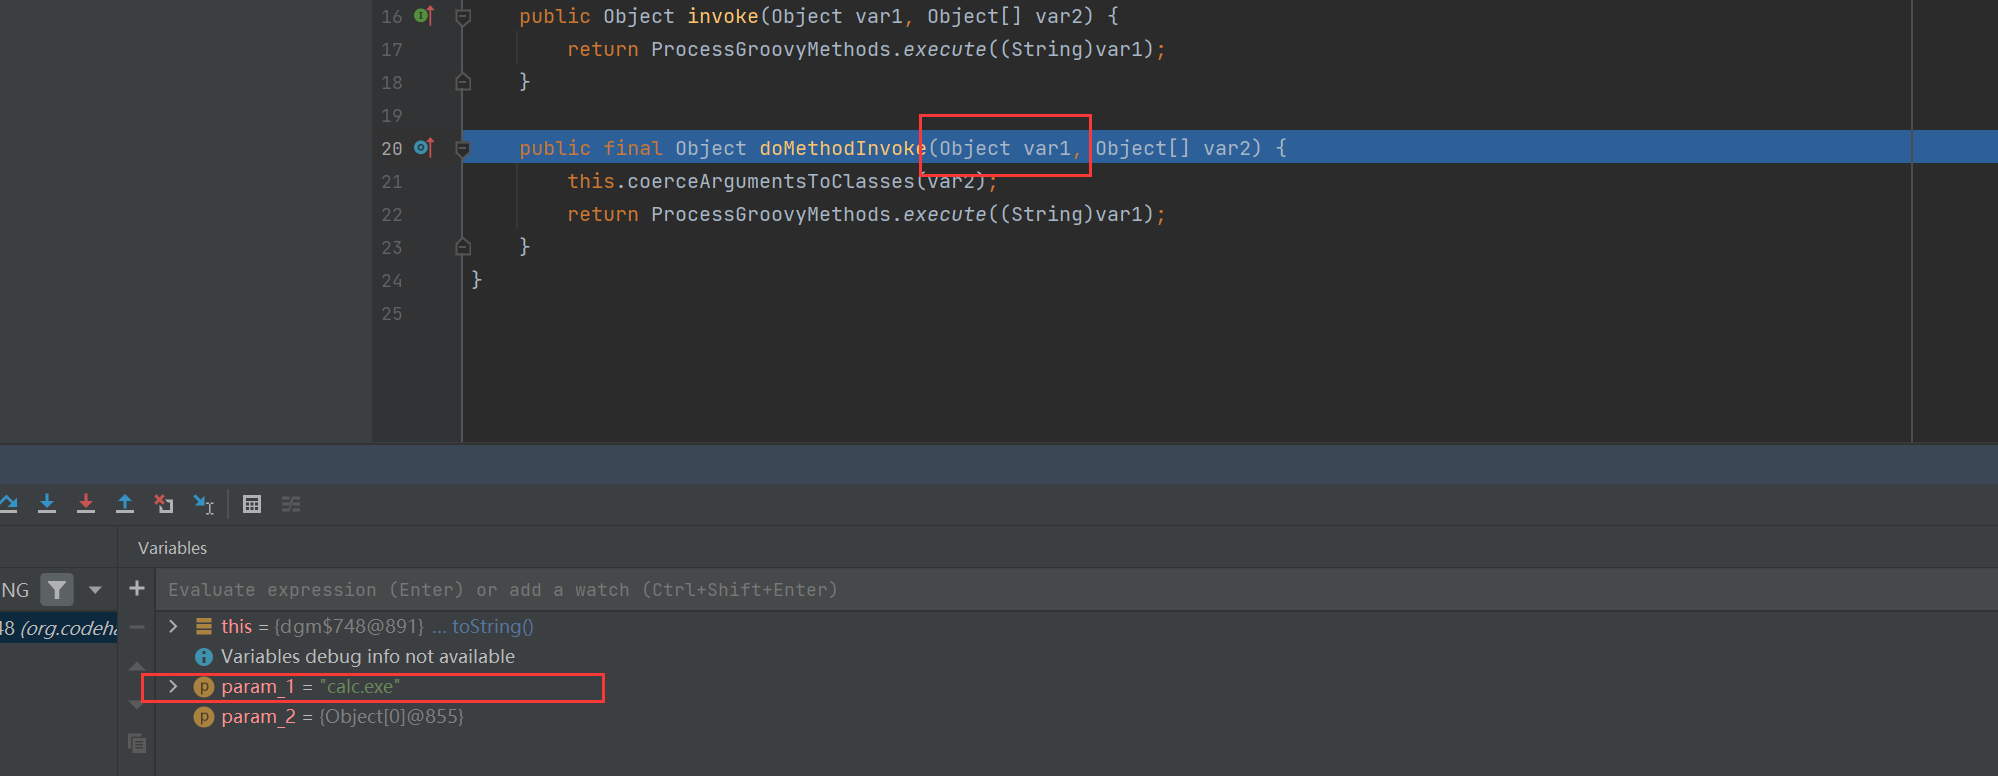 16 public Object invoke(Object var1, Object[] var2) {
17 return ProcessGroovyMethods.execute((String)var1);
18 }
19
20 public final Object doMethodInvoke(Object var1, Object[] var2) {
21 this.coerceArgumentsToClasses(var2);
22 return ProcessGroovyMethods.execute((String)var1);
23 }
24 }
25
Variables
NG
Evaluate expression (Enter) or add a watch (Ctrl+Shift+Enter)
48 (org.codeha
this = {dgm$748@891} ... toString()
Variables debug info not available
param_1 = "calc.exe"
param_2 = {Object[0]@855}